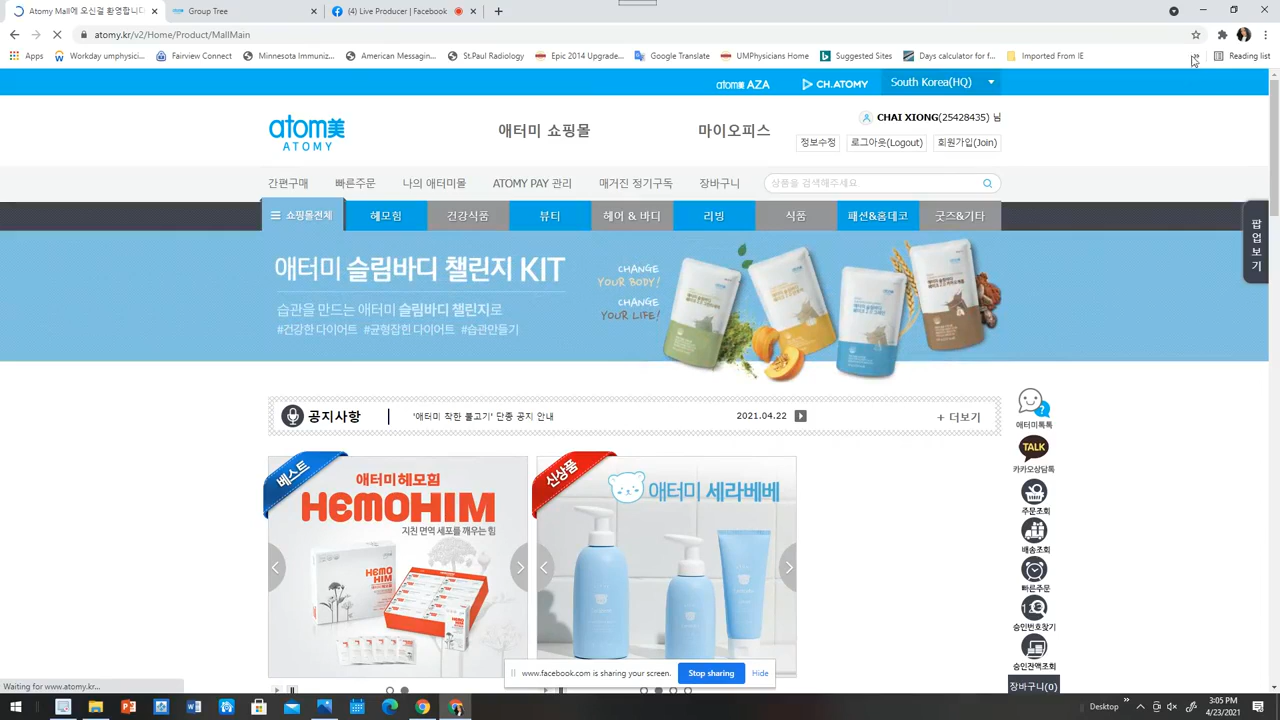 Atomy Mall에 오신걸 환영합니다
Group Tree
(4) Live Producer | Facebook
atomy.kr/v2/Home/Product/MallMain
Apps
Workday umphysici...
Fairview Connect
Minnesota Immuniz...
American Messagin...
St.Paul Radiology
Epic 2014 Upgrade...
Google Translate
UMPhysicians Home
Suggested Sites
Days calculator for f...
Imported From IE
Reading list
atom美 AZA
CH.ATOMY
South Korea(HQ)
atom美
ATOMY
애터미 쇼핑몰
마이오피스
CHAI XIONG(25428435) 님
정보수정
로그아웃(Logout)
회원가입(Join)
간편구매
빠른주문
나의 애터미몰
ATOMY PAY 관리
매거진 정기구독
장바구니
상품을 검색해주세요.
쇼핑몰전체
헤모힘
건강식품
뷰티
헤어 & 바디
리빙
식품
패션&홈데코
굿즈&기타
팝업보기
애터미 슬림바디 챌린지 KIT
습관을 만드는 애터미 슬림바디 챌린지로
#건강한 다이어트 #균형잡힌 다이어트 #습관만들기
CHANGE
YOUR BODY!
CHANGE
YOUR LIFE!
공지사항
'애터미 착한 불고기' 단종 공지 안내
2021.04.22
+ 더보기
베스트
애터미헤모힘
HEMOHIM
지친 면역 세포를 깨우는 힘
HEMO
HIM
신상품
애터미 세라베베
애터미톡톡
TALK
카카오상담톡
주문조회
배송조회
빠른주문
승인번호찾기
승인잔액조회
장바구니(0)
www.facebook.com is sharing your screen.
Stop sharing
Hide
Waiting for www.atomy.kr...
Desktop
3:05 PM
4/23/2021